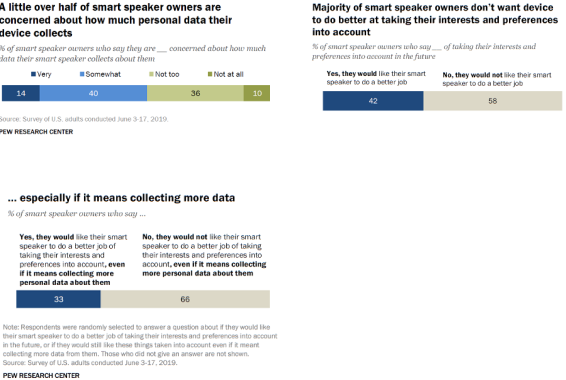 A little over half of smart speaker owners are
concerned about how much personal data their
device collects
% of smart speaker owners who say they are __ concerned about how much
data their smart speaker collects about them
Very Somewhat Not too Not at all
14 40 36 10
Source: Survey of U.S. adults conducted June 3-17, 2019.
PEW RESEARCH CENTER
Majority of smart speaker owners don't want device
to do better at taking their interests and preferences
into account
% of smart speaker owners who say __ of taking their interests and
preferences into account in the future
Yes, they would like their smart
speaker to do a better job
No, they would not like their smart
speaker to do a better job
42 58
... especially if it means collecting more data
% of smart speaker owners who say ...
Yes, they would like their smart
speaker to do a better job of
taking their interests and
preferences into account, even
if it means collecting more
personal data about them
No, they would not like their
smart speaker to do a better job of taking
their interests and preferences into
account, even if it means collecting
more personal data about them
33 66
Note: Respondents were randomly selected to answer a question about if they would like
their smart speaker to do a better job of taking their interests and preferences into account
in the future, or if they would still like these things taken into account even if it meant
collecting more data from them. Those who did not give an answer are not shown.
Source: Survey of U.S. adults conducted June 3-17, 2019.
PEW RESEARCH CENTER